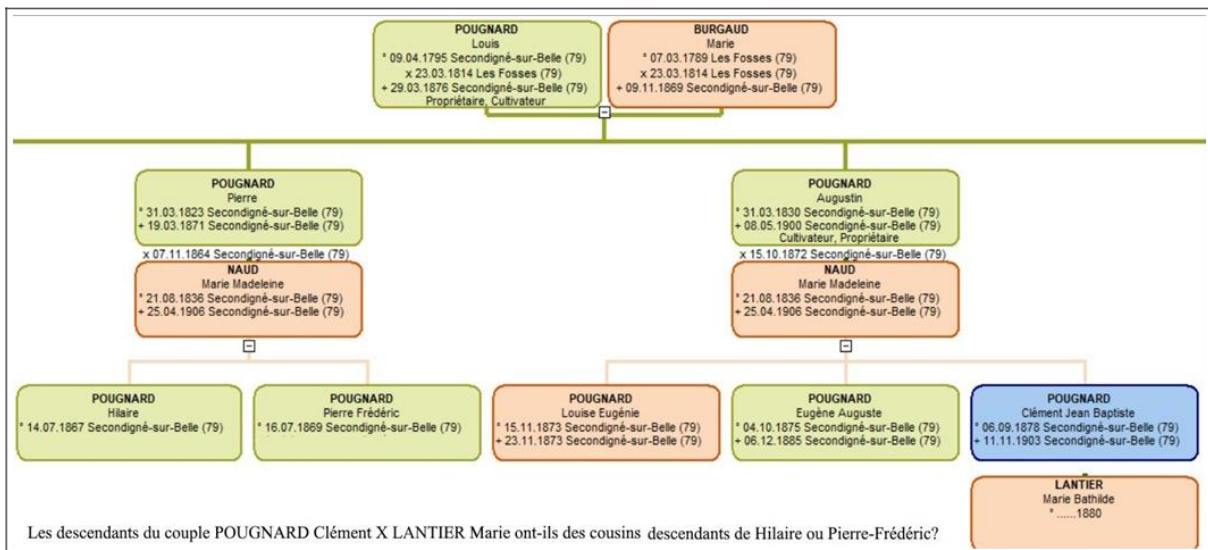 POUGNARD
Louis
° 09.04.1795 Secondigné-sur-Belle (79)
x 23.03.1814 Les Fosses (79)
+ 29.03.1876 Secondigné-sur-Belle (79)
Propriétaire, Cultivateur
BURGAUD
Marie
° 07.03.1789 Les Fosses (79)
x 23.03.1814 Les Fosses (79)
+ 09.11.1869 Secondigné-sur-Belle (79)
POUGNARD
Pierre
° 31.03.1823 Secondigné-sur-Belle (79)
+ 19.03.1871 Secondigné-sur-Belle (79)
x 07.11.1864 Secondigné-sur-Belle (79)
NAUD
Marie Madeleine
° 21.08.1836 Secondigné-sur-Belle (79)
+ 25.04.1906 Secondigné-sur-Belle (79)
POUGNARD
Augustin
° 31.03.1830 Secondigné-sur-Belle (79)
+ 08.05.1900 Secondigné-sur-Belle (79)
Cultivateur, Propriétaire
x 15.10.1872 Secondigné-sur-Belle (79)
NAUD
Marie Madeleine
° 21.08.1836 Secondigné-sur-Belle (79)
+ 25.04.1906 Secondigné-sur-Belle (79)
POUGNARD
Hilaire
° 14.07.1867 Secondigné-sur-Belle (79)
POUGNARD
Pierre Frédéric
° 16.07.1869 Secondigné-sur-Belle (79)
POUGNARD
Louise Eugénie
° 15.11.1873 Secondigné-sur-Belle (79)
+ 23.11.1873 Secondigné-sur-Belle (79)
POUGNARD
Eugène Auguste
° 04.10.1875 Secondigné-sur-Belle (79)
+ 06.12.1885 Secondigné-sur-Belle (79)
POUGNARD
Clément Jean Baptiste
° 06.09.1878 Secondigné-sur-Belle (79)
+ 11.11.1903 Secondigné-sur-Belle (79)
LANTIER
Marie Bathilde
° ......1880
Les descendants du couple POUGNARD Clément X LANTIER Marie ont-ils des cousins descendants de Hilaire ou Pierre-Frédéric?